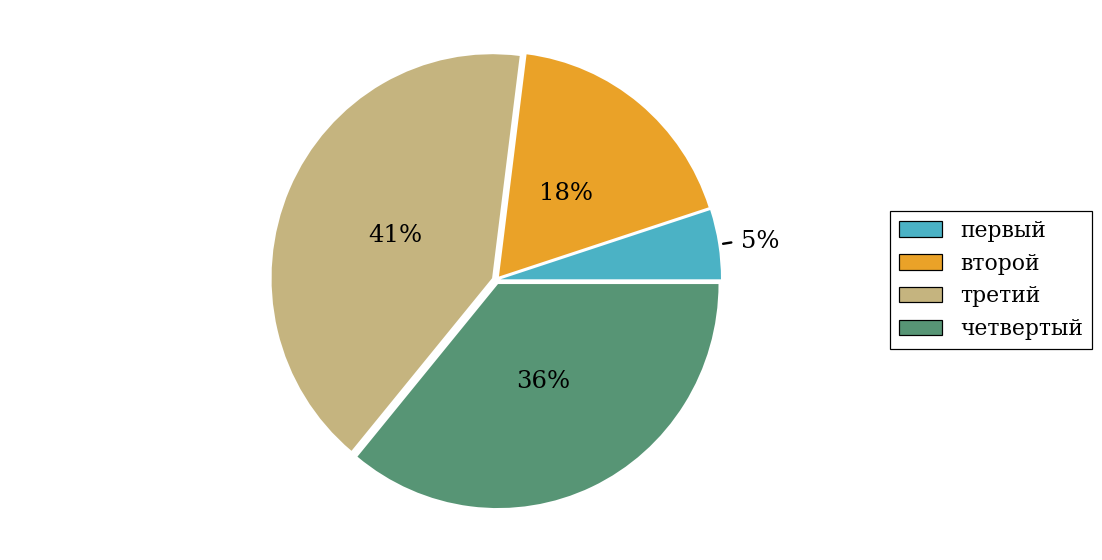 18%
41%
5%
36%
первый
второй
третий
четвертый